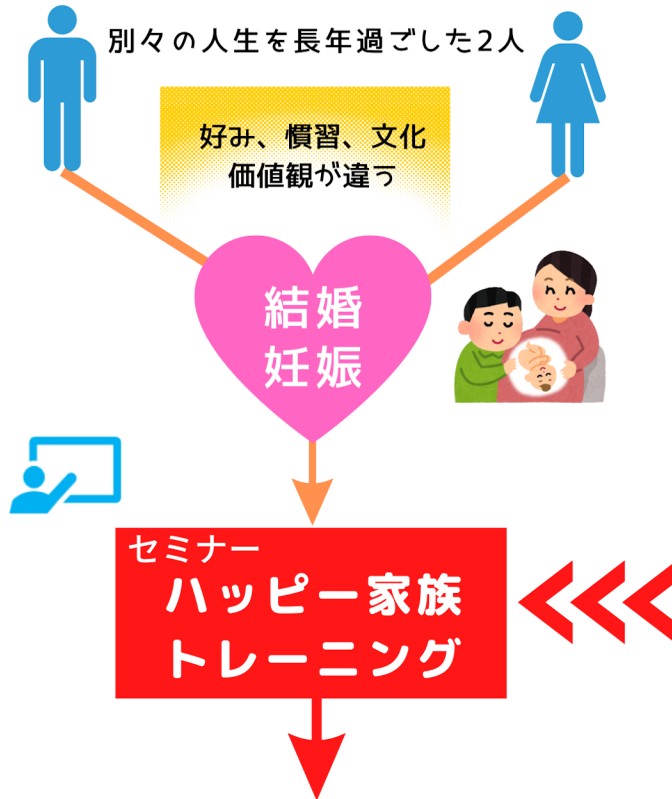 別々の人生を長年過ごした2人
好み、慣習、文化
価値観が違う
結婚
妊娠
セミナー
ハッピー家族
トレーニング